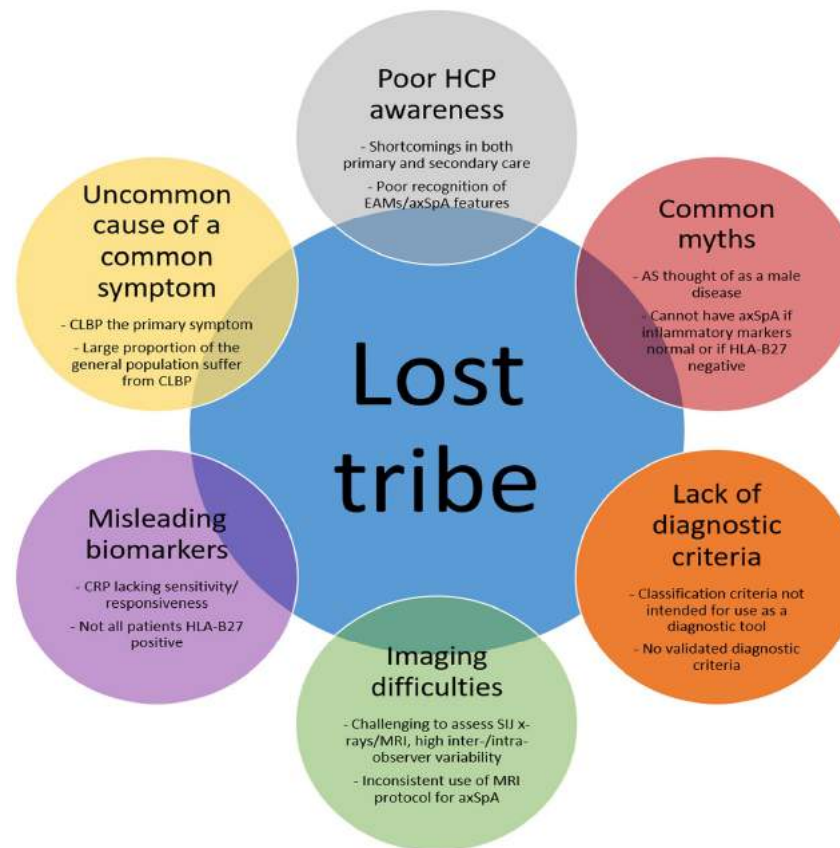 Poor HCP
awareness
- Shortcomings in both
primary and secondary care
- Poor recognition of
EAMs/axSpA features
Common
myths
- AS thought of as a male
disease
- Cannot have axSpA if
inflammatory markers
normal or if HLA-B27
negative
Lack of
diagnostic
criteria
- Classification criteria not
intended for use as a
diagnostic tool
- No validated diagnostic
criteria
Imaging
difficulties
- Challenging to assess SIJ x-
rays/MRI, high inter-/intra-
observer variability
- Inconsistent use of MRI
protocol for axSpA
Misleading
biomarkers
- CRP lacking sensitivity/
responsiveness
- Not all patients HLA-B27
positive
Uncommon
cause of a
common
symptom
- CLBP the primary symptom
- Large proportion of the
general population suffer
from CLBP
Lost
tribe